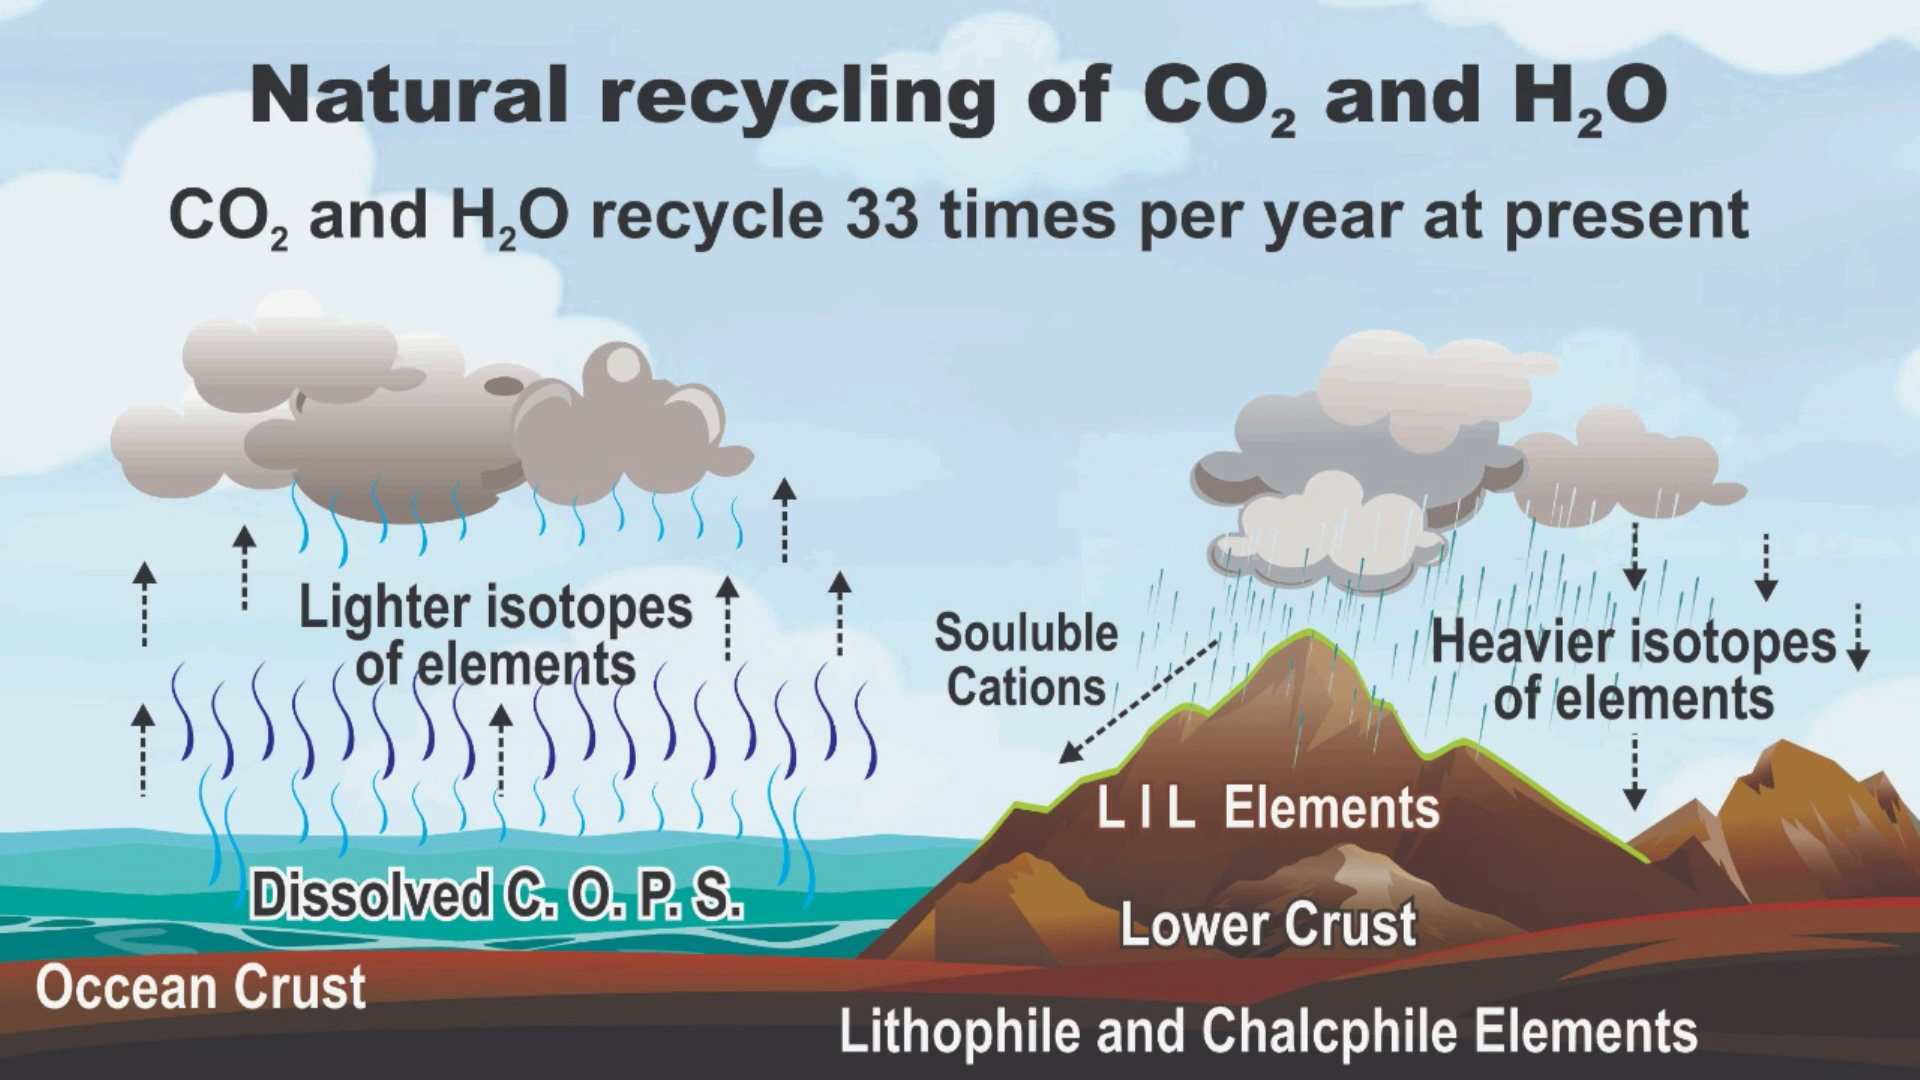 Natural recycling of CO₂ and H₂O
CO₂ and H₂O recycle 33 times per year at present
Lighter isotopes
of elements
Souluble
Cations
Heavier isotopes
of elements
L I L Elements
Dissolved C. O. P. S.
Lower Crust
Occean Crust
Lithophile and Chalcphile Elements